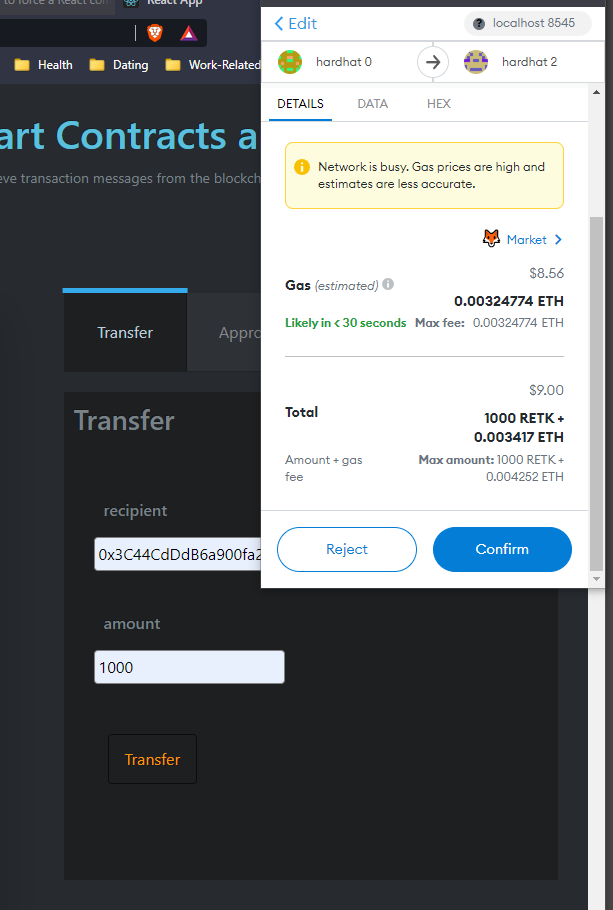 to force a React com
React App
Edit
localhost 8545
Health
Dating
Work-Related
hardhat 0
hardhat 2
DETAILS
DATA
HEX
art Contracts a
eve transaction messages from the blockch
Network is busy. Gas prices are high and
estimates are less accurate.
Market
$8.56
Gas (estimated)
0.00324774 ETH
Likely in < 30 seconds Max fee: 0.00324774 ETH
Transfer
Appro
$9.00
Total
1000 RETK +
0.003417 ETH
Amount + gas
fee
Max amount: 1000 RETK +
0.004252 ETH
Transfer
recipient
0x3C44CdDdB6a900fa2
Reject
Confirm
amount
1000
Transfer